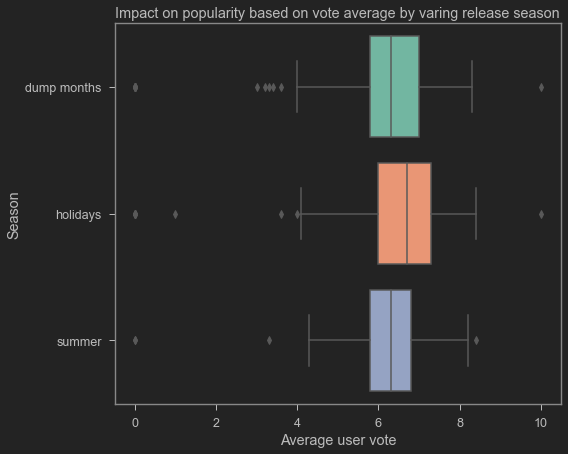 Impact on popularity based on vote average by varing release season
dump months
holidays
summer
Season
0 2 4 6 8 10
Average user vote